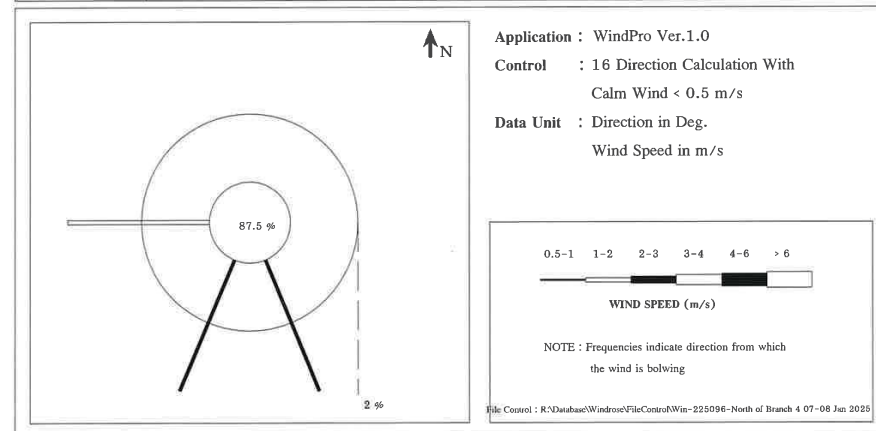 N
87.5 %
2 %
Application : WindPro Ver.1.0
Control : 16 Direction Calculation With
Calm Wind < 0.5 m/s
Data Unit : Direction in Deg.
Wind Speed in m/s
0.5-1 1-2 2-3 3-4 4-6 > 6
WIND SPEED (m/s)
NOTE : Frequencies indicate direction from which
the wind is bolwing
File Control : R:\Database\Windrose\FileControl\Win-225096-North of Branch 4 07-08 Jan 2025